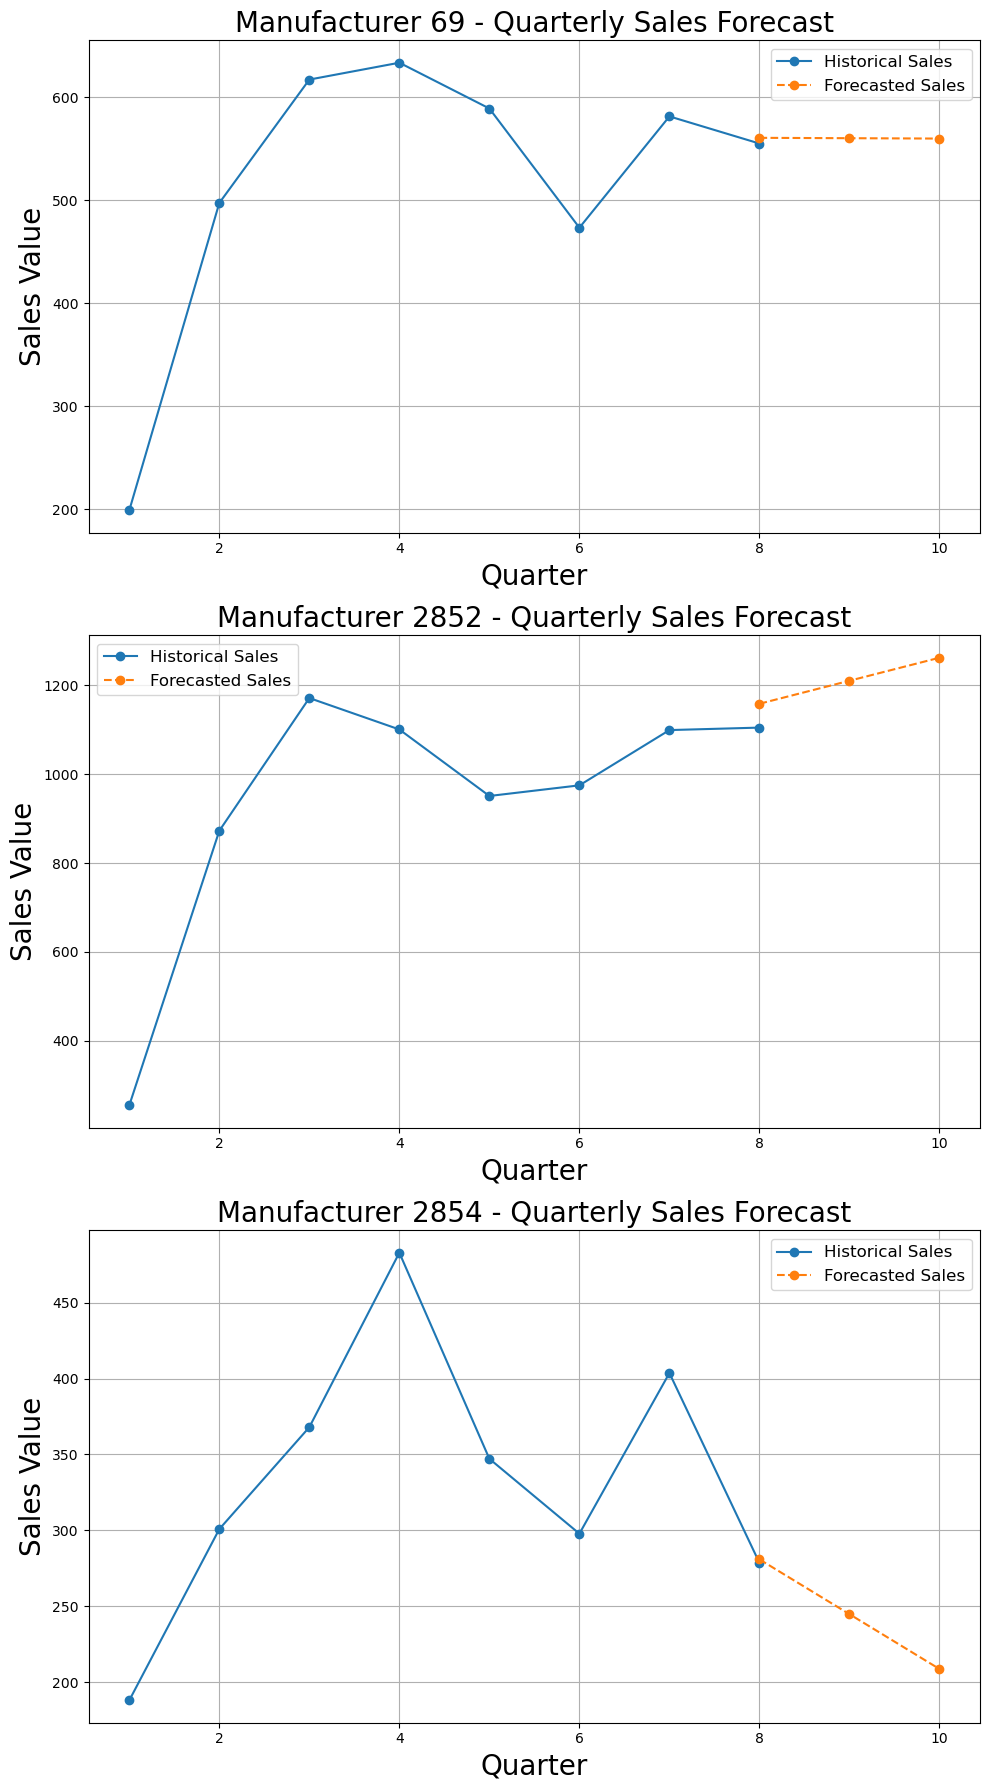 Manufacturer 69 - Quarterly Sales Forecast
Historical Sales
Forecasted Sales
600
500
400
300
200
Sales Value
2 4 6 8 10
Quarter
Manufacturer 2852 - Quarterly Sales Forecast
Historical Sales
Forecasted Sales
1200
1000
800
600
400
Sales Value
2 4 6 8 10
Quarter
Manufacturer 2854 - Quarterly Sales Forecast
Historical Sales
Forecasted Sales
450
400
350
300
250
200
Sales Value
2 4 6 8 10
Quarter